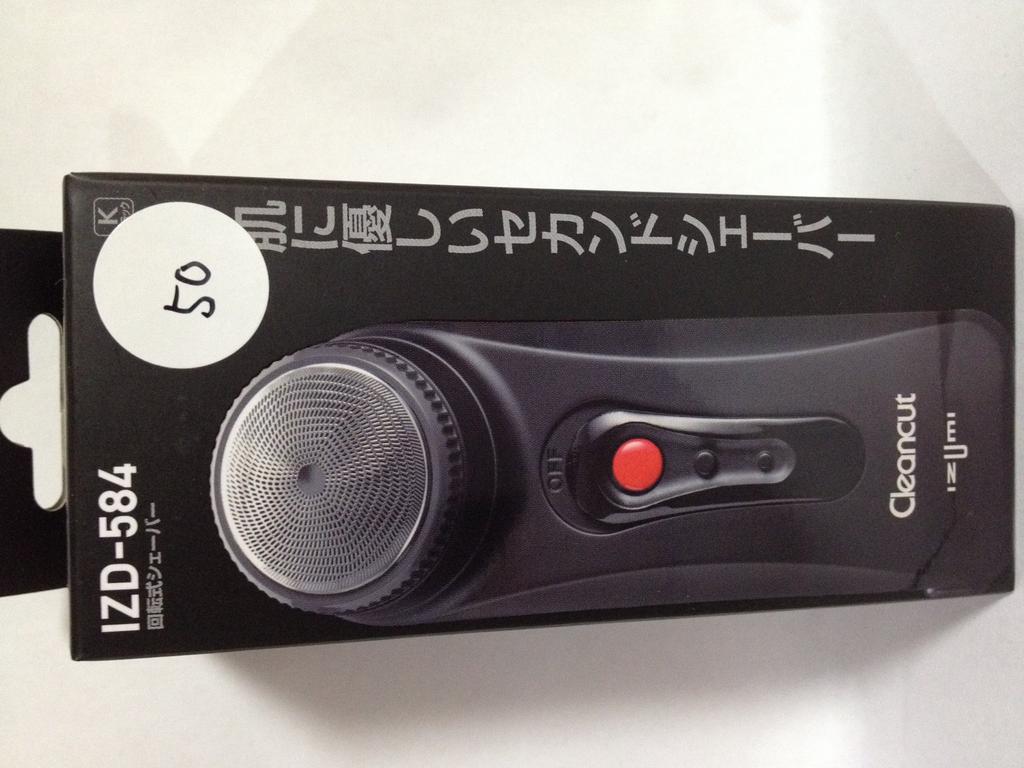 IZD-584
回転式シェーバー
50
K
肌に優しいセカンドシェーバー
OFF
Cleancut
IZUMI